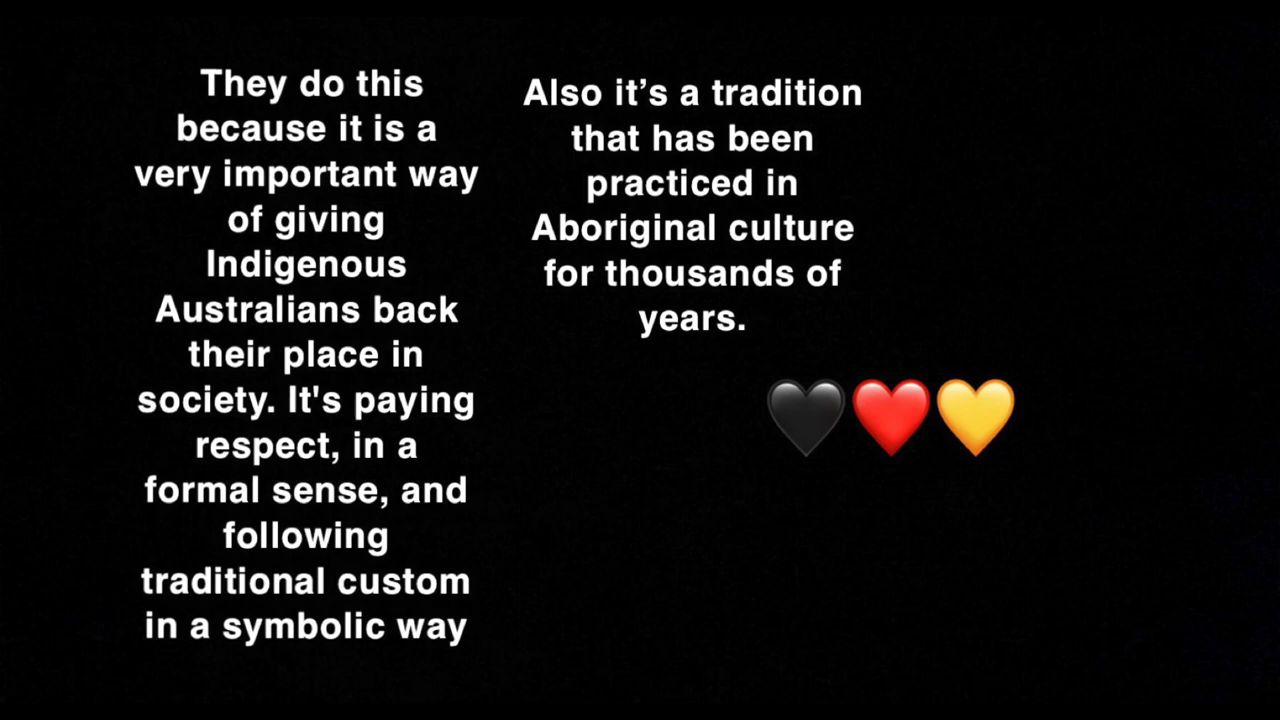 They do this
because it is a
very important way
of giving
Indigenous
Australians back
their place in
society. It's paying
respect, in a
formal sense, and
following
traditional custom
in a symbolic way
Also it’s a tradition
that has been
practiced in
Aboriginal culture
for thousands of
years.
🖤❤️💛